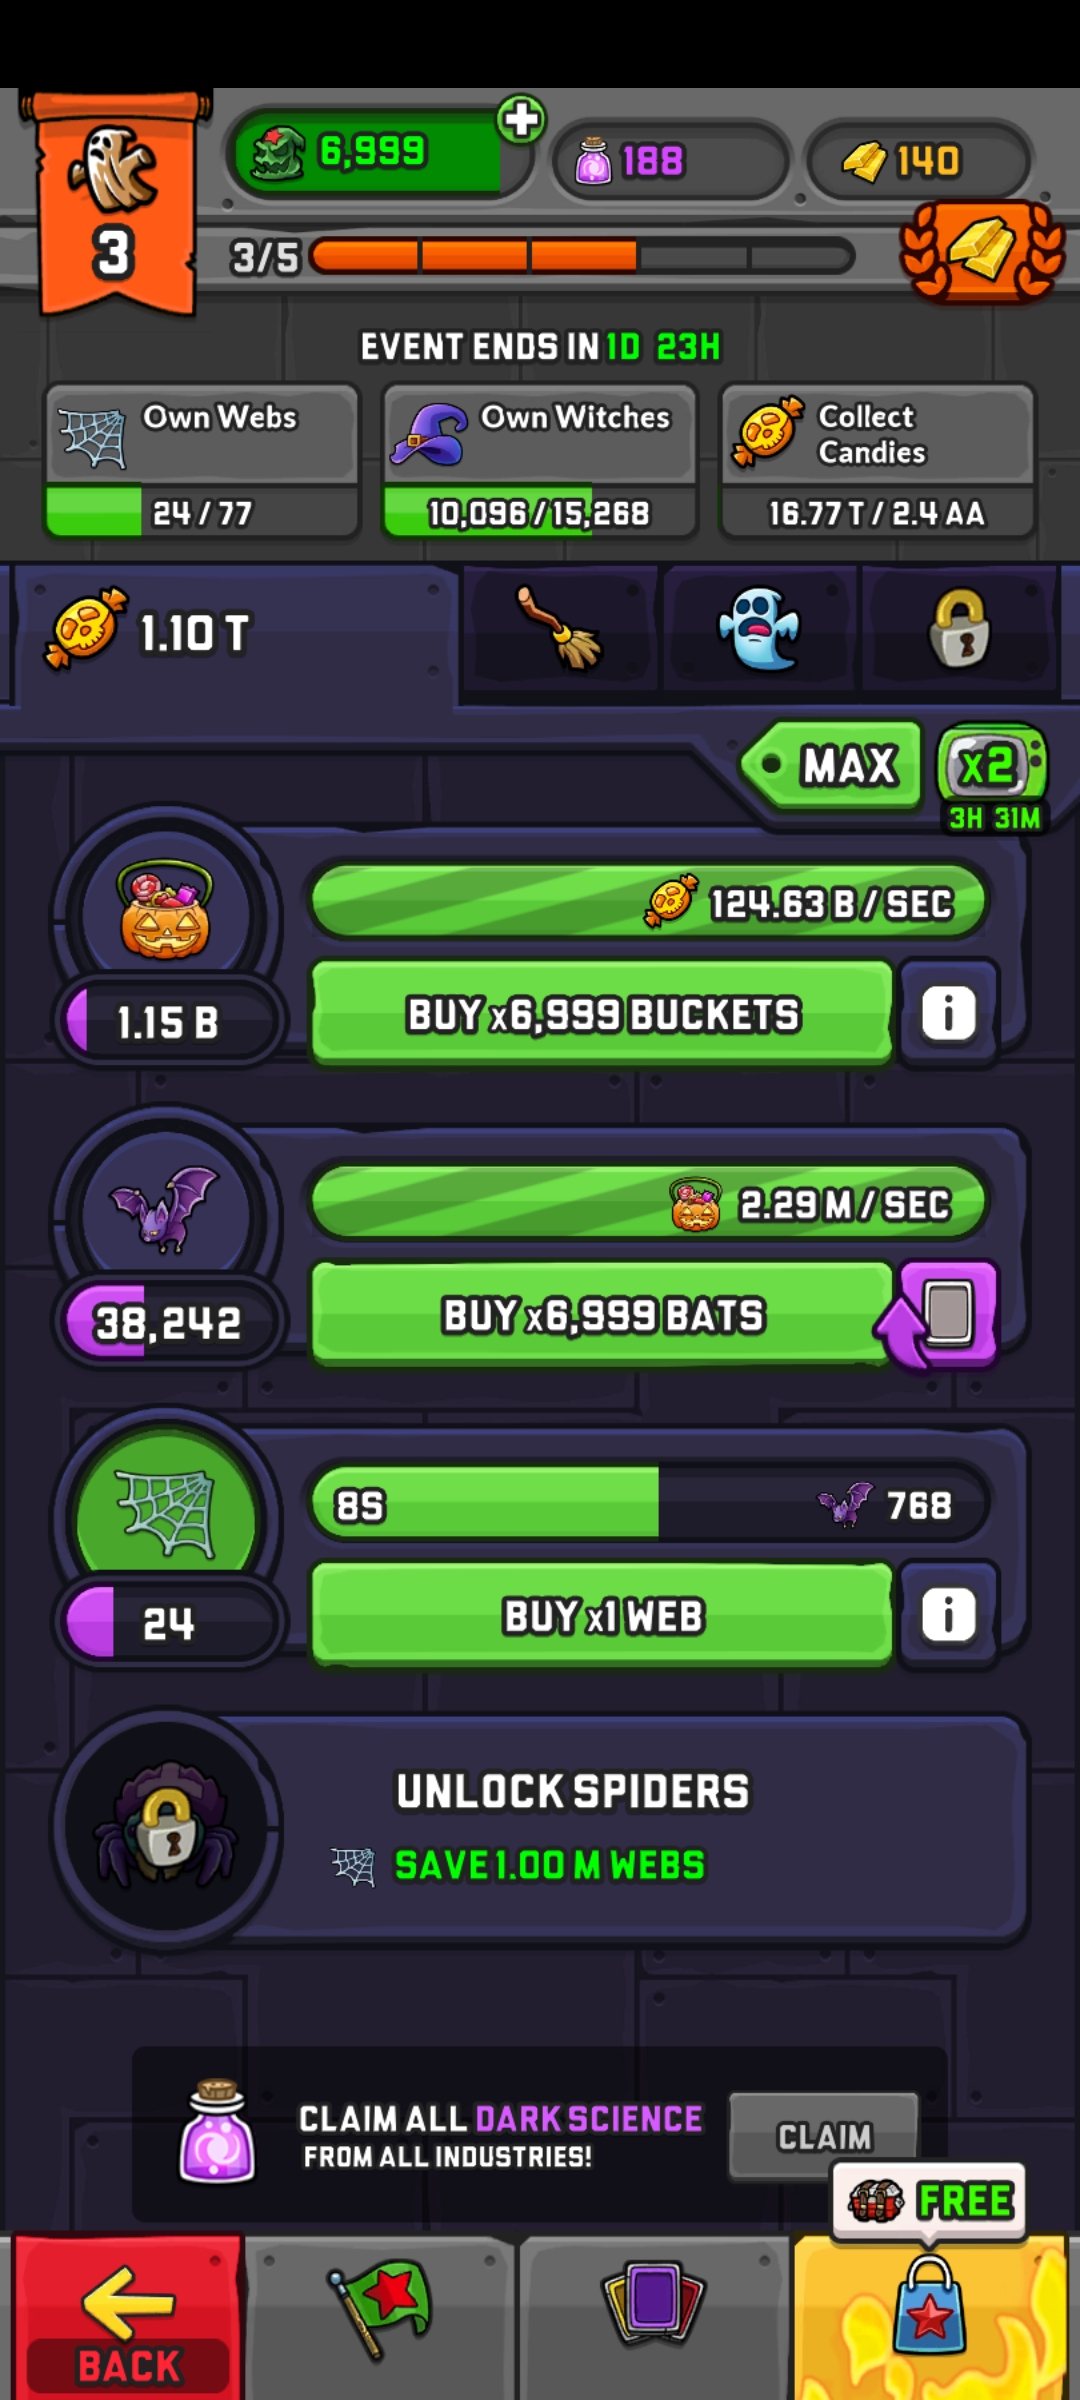 6,999
188
140
3
3/5
EVENT ENDS IN 1D 23H
Own Webs
24/77
Own Witches
10,096/15,268
Collect
Candies
16.77 T / 2.4 AA
1.10 T
MAX
x2
3H 31M
124.63 B / SEC
1.15 B
BUY x6,999 BUCKETS
i
2.29 M / SEC
38,242
BUY x6,999 BATS
8S
768
24
BUY x1 WEB
i
UNLOCK SPIDERS
SAVE 1.00 M WEBS
CLAIM ALL DARK SCIENCE
FROM ALL INDUSTRIES!
CLAIM
FREE
BACK